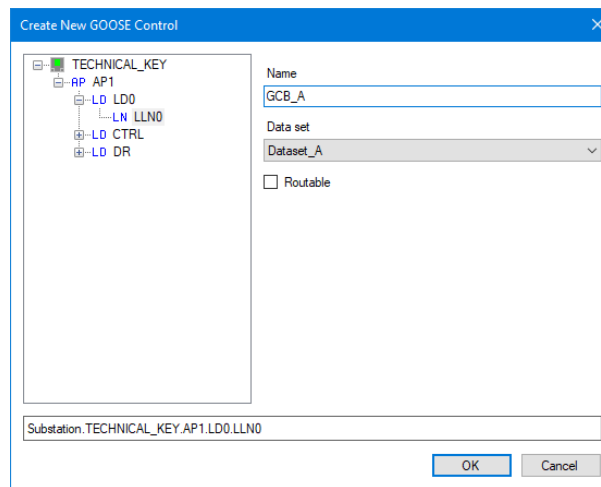 Create New GOOSE Control
TECHNICAL_KEY
AP AP1
LD LD0
LN LLN0
LD CTRL
LD DR
Name
GCB_A
Data set
Dataset_A
Routable
Substation.TECHNICAL_KEY.AP1.LD0.LLN0
OK Cancel